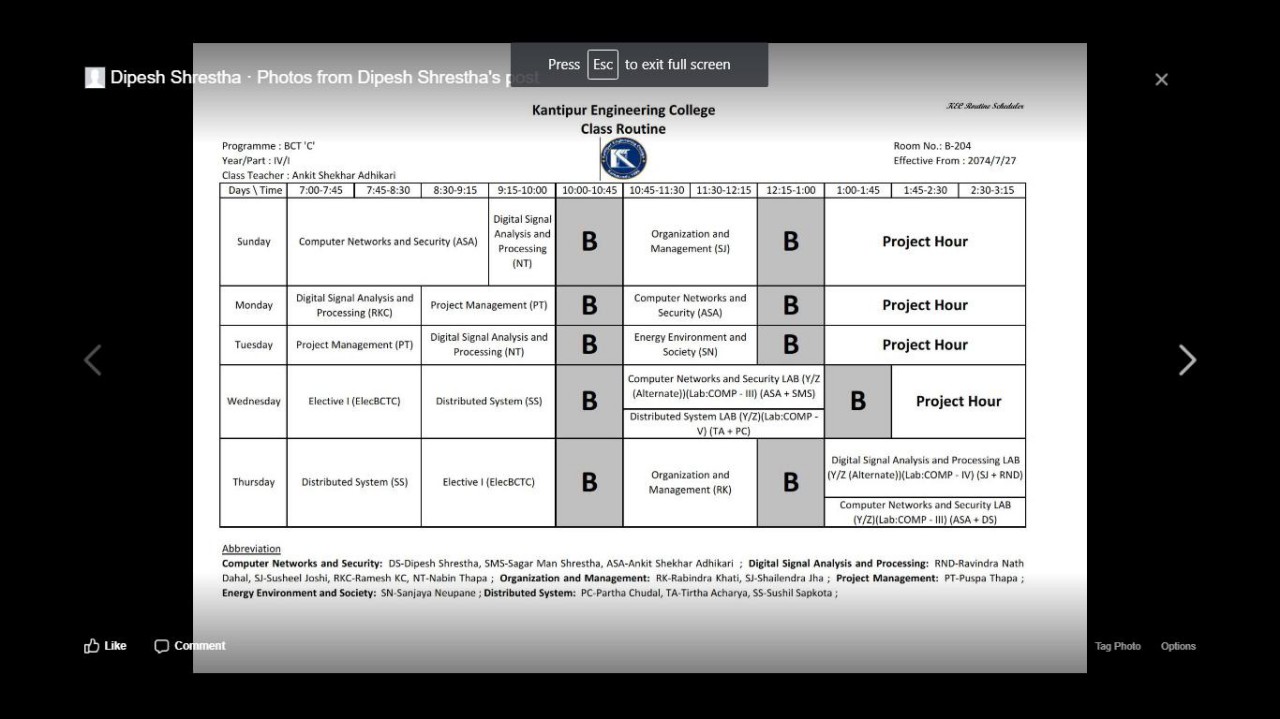 Press Esc to exit full screen
Dipesh Shrestha · Photos from Dipesh Shrestha's post
KEC Routine Scheduler
Kantipur Engineering College
Class Routine
Programme : BCT 'C'
Room No.: B-204
Year/Part : IV/I
Effective From : 2074/7/27
Class Teacher : Ankit Shekhar Adhikari
Days \ Time 7:00-7:45 7:45-8:30 8:30-9:15 9:15-10:00 10:00-10:45 10:45-11:30 11:30-12:15 12:15-1:00 1:00-1:45 1:45-2:30 2:30-3:15
Sunday
Computer Networks and Security (ASA)
Digital Signal
Analysis and
Processing
(NT)
B
Organization and
Management (SJ)
B
Project Hour
Monday
Digital Signal Analysis and
Processing (RKC)
Project Management (PT)
B
Computer Networks and
Security (ASA)
B
Project Hour
Tuesday
Project Management (PT)
Digital Signal Analysis and
Processing (NT)
B
Energy Environment and
Society (SN)
B
Project Hour
Wednesday
Elective I (ElecBCTC)
Distributed System (SS)
B
Computer Networks and Security LAB (Y/Z
(Alternate))(Lab:COMP - III) (ASA + SMS)
Distributed System LAB (Y/Z)(Lab:COMP -
V) (TA + PC)
B
Project Hour
Thursday
Distributed System (SS)
Elective I (ElecBCTC)
B
Organization and
Management (RK)
B
Digital Signal Analysis and Processing LAB
(Y/Z (Alternate))(Lab:COMP - IV) (SJ + RND)
Computer Networks and Security LAB
(Y/Z)(Lab:COMP - III) (ASA + DS)
Abbreviation
Computer Networks and Security: DS-Dipesh Shrestha, SMS-Sagar Man Shrestha, ASA-Ankit Shekhar Adhikari ; Digital Signal Analysis and Processing: RND-Ravindra Nath
Dahal, SJ-Susheel Joshi, RKC-Ramesh KC, NT-Nabin Thapa ; Organization and Management: RK-Rabindra Khati, SJ-Shailendra Jha ; Project Management: PT-Puspa Thapa ;
Energy Environment and Society: SN-Sanjaya Neupane ; Distributed System: PC-Partha Chudal, TA-Tirtha Acharya, SS-Sushil Sapkota ;
Like Comment
Tag Photo Options